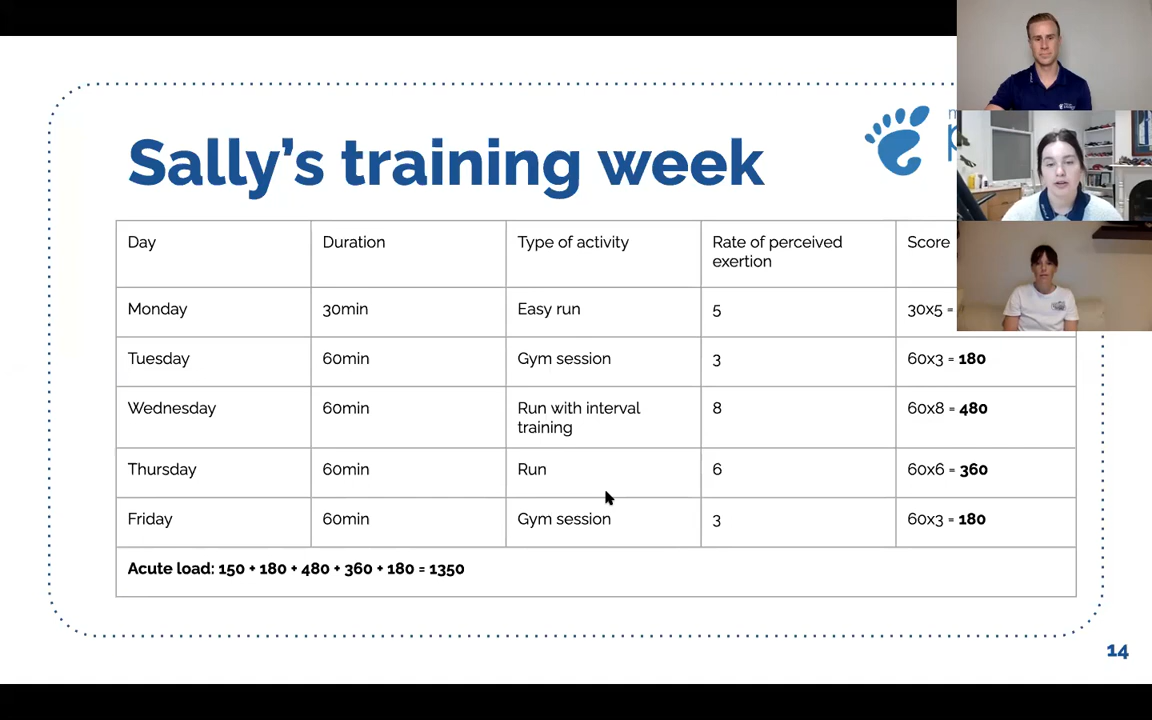 Sally's training week
Day Duration Type of activity Rate of perceived exertion Score
Monday 30min Easy run 5 30x5 =
Tuesday 60min Gym session 3 60x3 = 180
Wednesday 60min Run with interval training 8 60x8 = 480
Thursday 60min Run 6 60x6 = 360
Friday 60min Gym session 3 60x3 = 180
Acute load: 150 + 180 + 480 + 360 + 180 = 1350
14